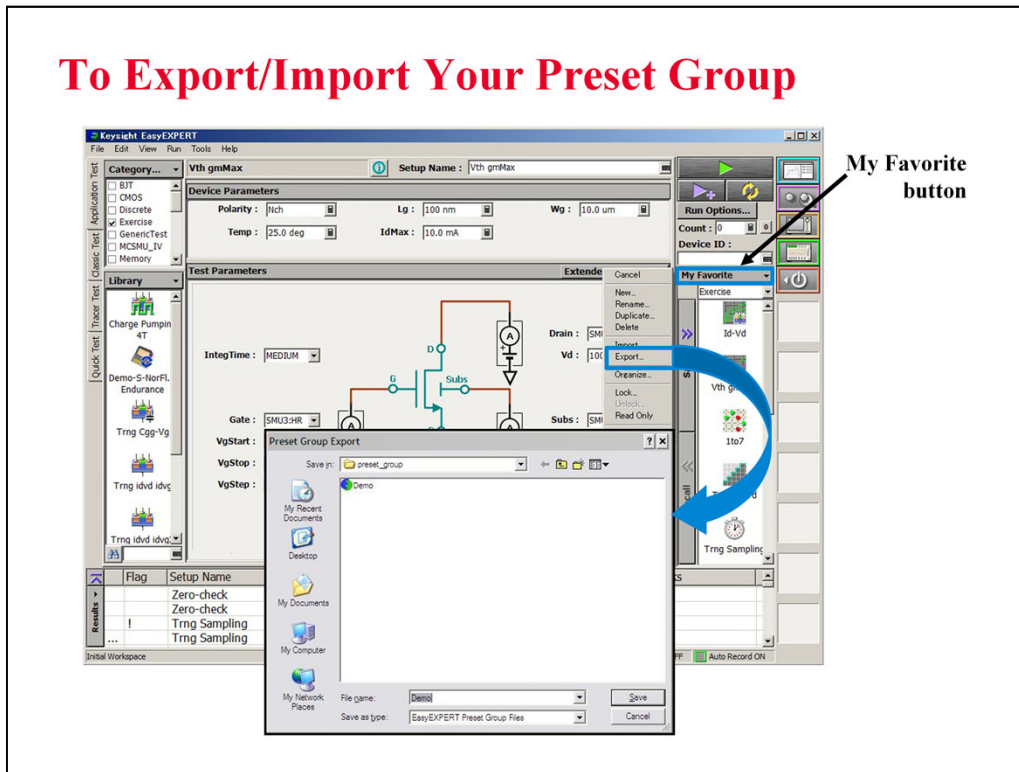 To Export/Import Your Preset Group
Keysight EasyEXPERT
File Edit View Run Tools Help
Application Test
Classic Test
Tracer Test
Quick Test
Category...
BJT
CMOS
Discrete
Exercise
GenericTest
MCSMU_IV
Memory
Library
Charge Pumpin
4T
Demo-S-NorFl.
Endurance
Trng Cgg-Vg
Trng idvd idvg
Trng idvd idvg
Vth gmMax
Setup Name : Vth gmMax
Device Parameters
Polarity : Nch
Lg : 100 nm
Wg : 10.0 um
Temp : 25.0 deg
IdMax : 10.0 mA
Test Parameters
Extende
IntegTime : MEDIUM
Drain : SMU
Vd : 100
D
G
Subs
A
A
A
Gate : SMU3:HR
Subs : SMU
VgStart :
VgStop :
VgStep :
Cancel
New...
Rename...
Duplicate...
Delete
Import...
Export...
Organize...
Lock...
Unlock...
Read Only
Run Options...
Count : 0
0
Device ID :
My Favorite
Exercise
Id-Vd
Vth g
1to7
Trng Sampling
My Favorite
button
Preset Group Export
Save in: preset_group
Demo
My Recent
Documents
Desktop
My Documents
My Computer
My Network
Places
File name: Demo
Save
Save as type: EasyEXPERT Preset Group Files
Cancel
Results
Flag Setup Name
Zero-check
Zero-check
! Trng Sampling
... Trng Sampling
Initial Workspace
FF Auto Record ON